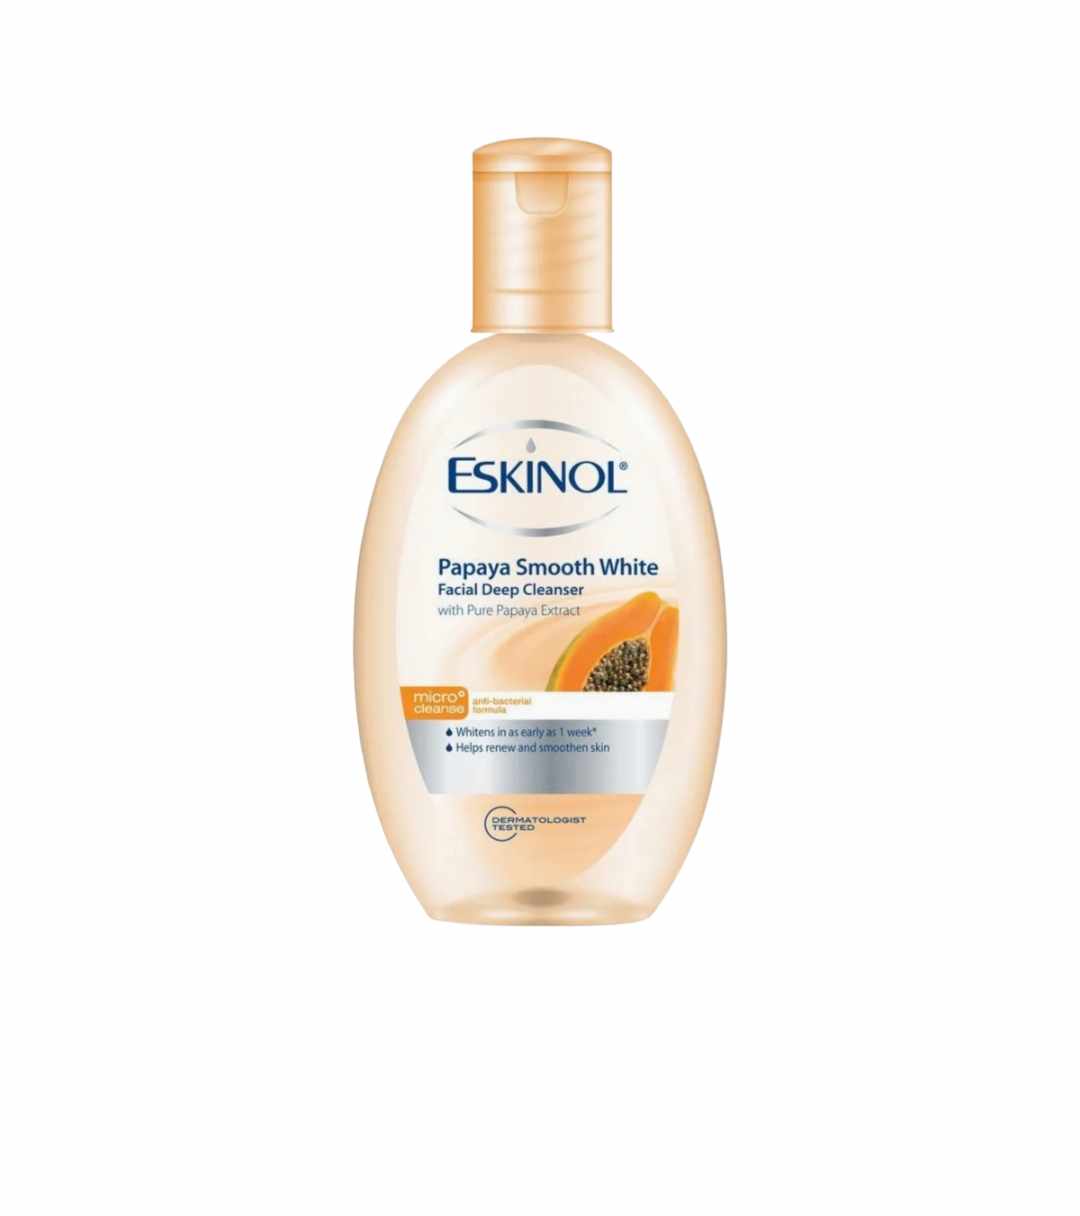 ESKINOL®
Papaya Smooth White
Facial Deep Cleanser
with Pure Papaya Extract
micro°
cleanse
anti-bacterial
formula
Whitens in as early as 1 week*
Helps renew and smoothen skin
DERMATOLOGIST
TESTED